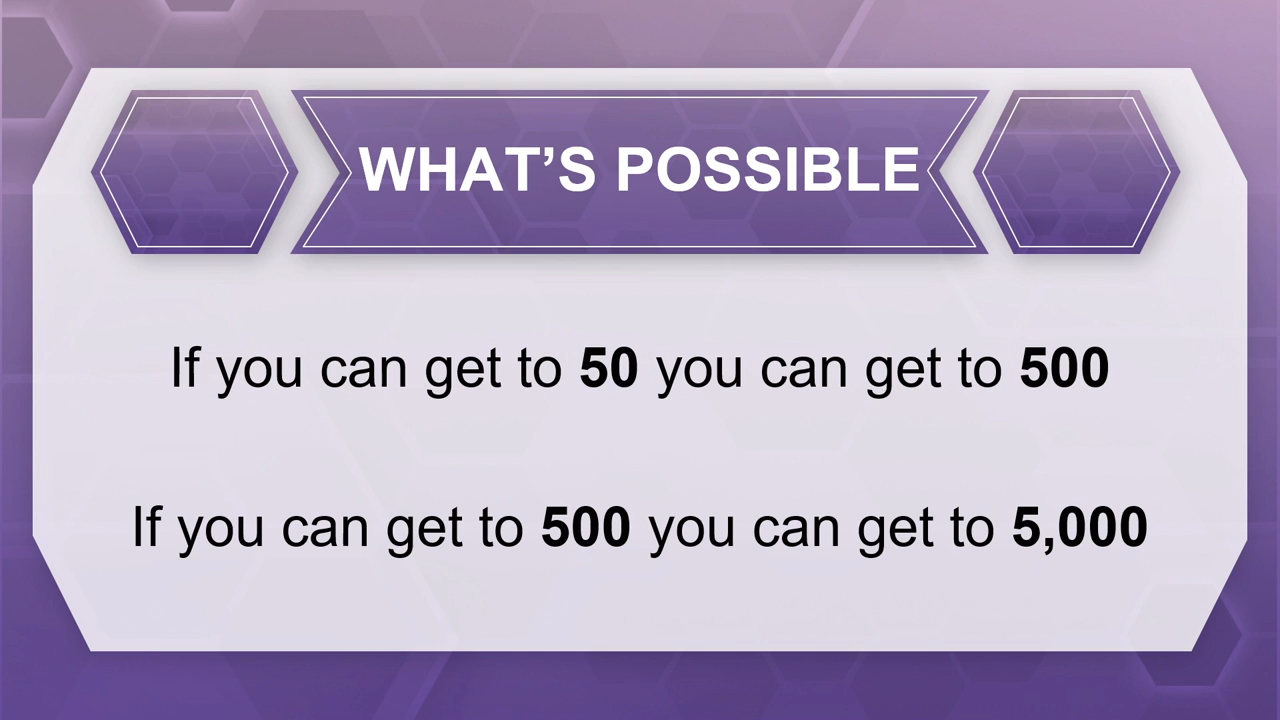 WHAT’S POSSIBLE
If you can get to 50 you can get to 500
If you can get to 500 you can get to 5,000